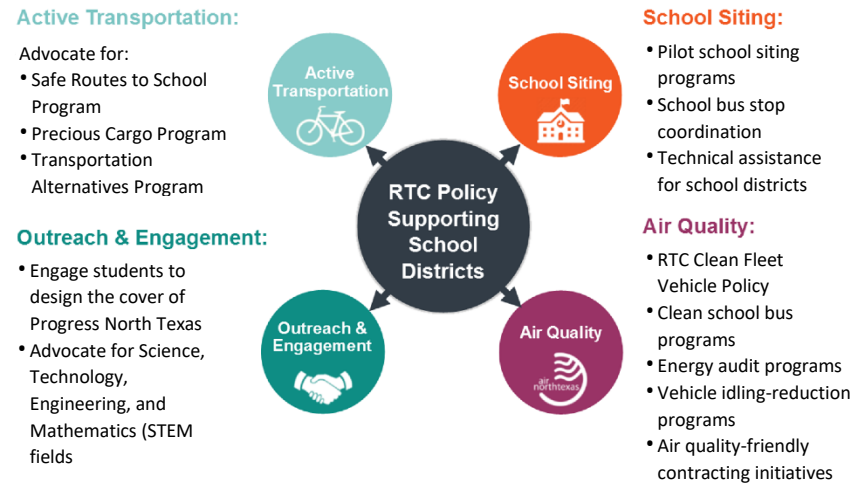 Active Transportation:
Advocate for:
• Safe Routes to School
Program
• Precious Cargo Program
• Transportation
Alternatives Program
Outreach & Engagement:
• Engage students to
design the cover of
Progress North Texas
• Advocate for Science,
Technology,
Engineering, and
Mathematics (STEM
fields
Active
Transportation
School Siting
RTC Policy
Supporting
School
Districts
Outreach &
Engagement
Air Quality
air
northtexas
School Siting:
• Pilot school siting
programs
• School bus stop
coordination
• Technical assistance
for school districts
Air Quality:
• RTC Clean Fleet
Vehicle Policy
• Clean school bus
programs
• Energy audit programs
• Vehicle idling-reduction
programs
• Air quality-friendly
contracting initiatives